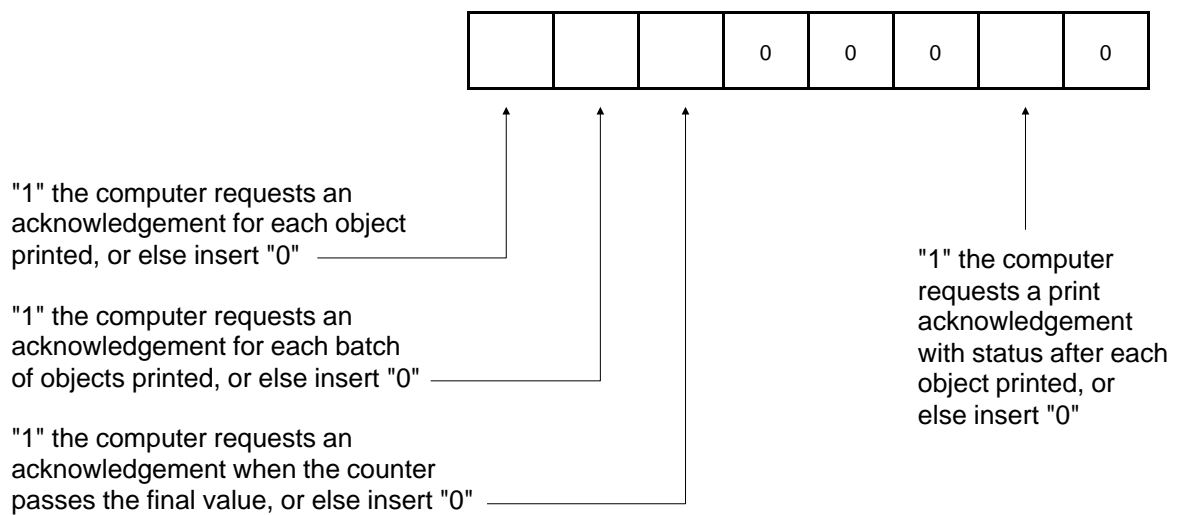 0 0 0 0
"1" the computer requests an
acknowledgement for each object
printed, or else insert "0"
"1" the computer requests an
acknowledgement for each batch
of objects printed, or else insert "0"
"1" the computer requests an
acknowledgement when the counter
passes the final value, or else insert "0"
"1" the computer
requests a print
acknowledgement
with status after each
object printed, or
else insert "0"